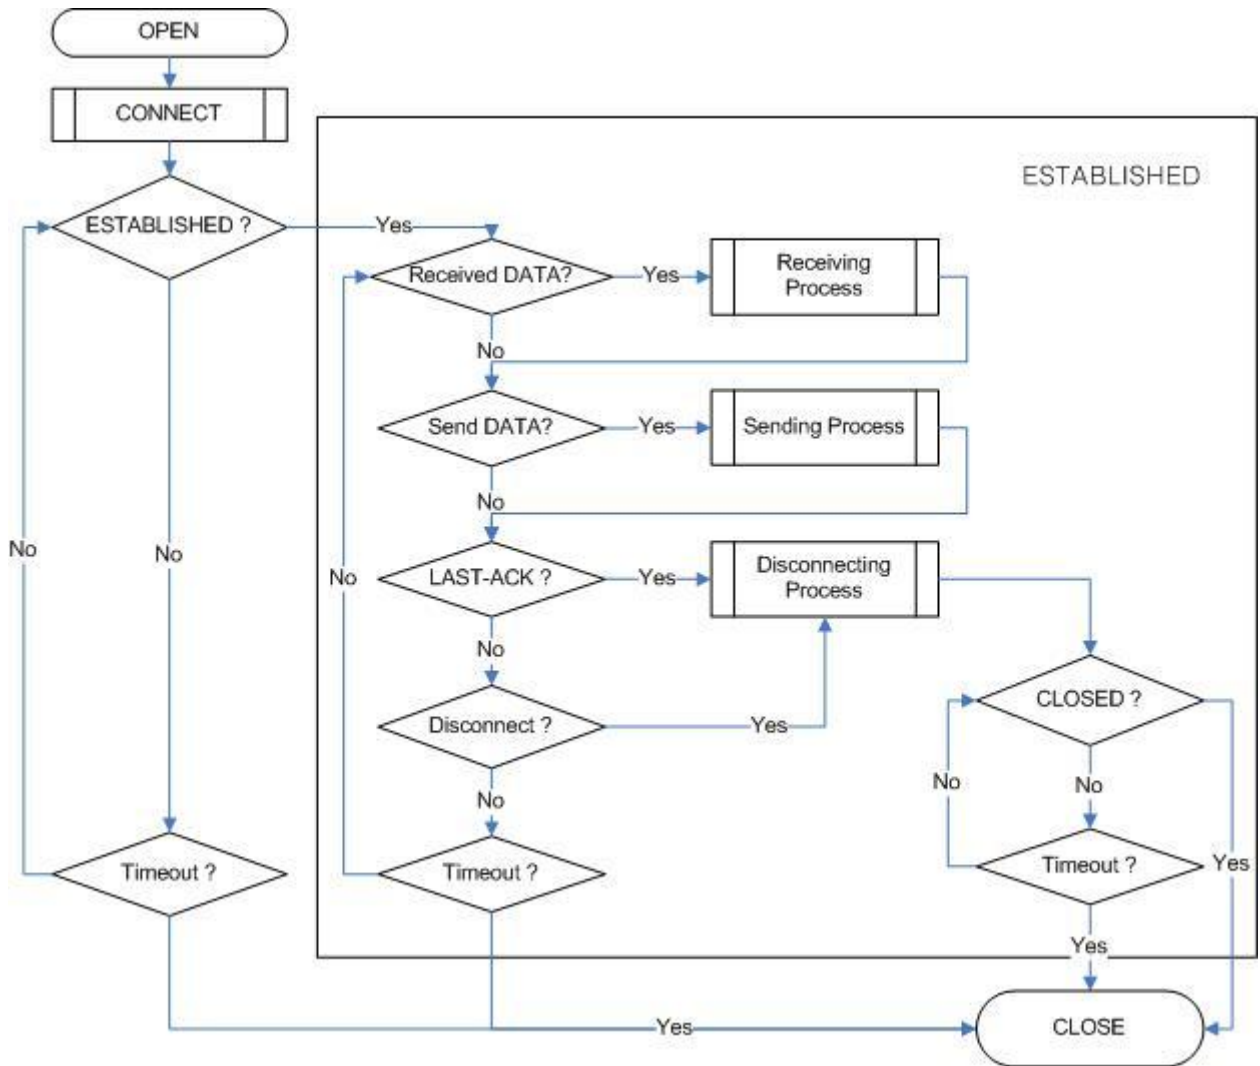 OPEN
CONNECT
ESTABLISHED
ESTABLISHED ?
Yes
Received DATA?
Yes
Receiving
Process
No
Send DATA?
Yes
Sending Process
No
No
No
No
LAST-ACK ?
Yes
Disconnecting
Process
No
CLOSED ?
Disconnect ?
Yes
No
No
No
Timeout ?
Timeout ?
Timeout ?
Yes
Yes
Yes
CLOSE